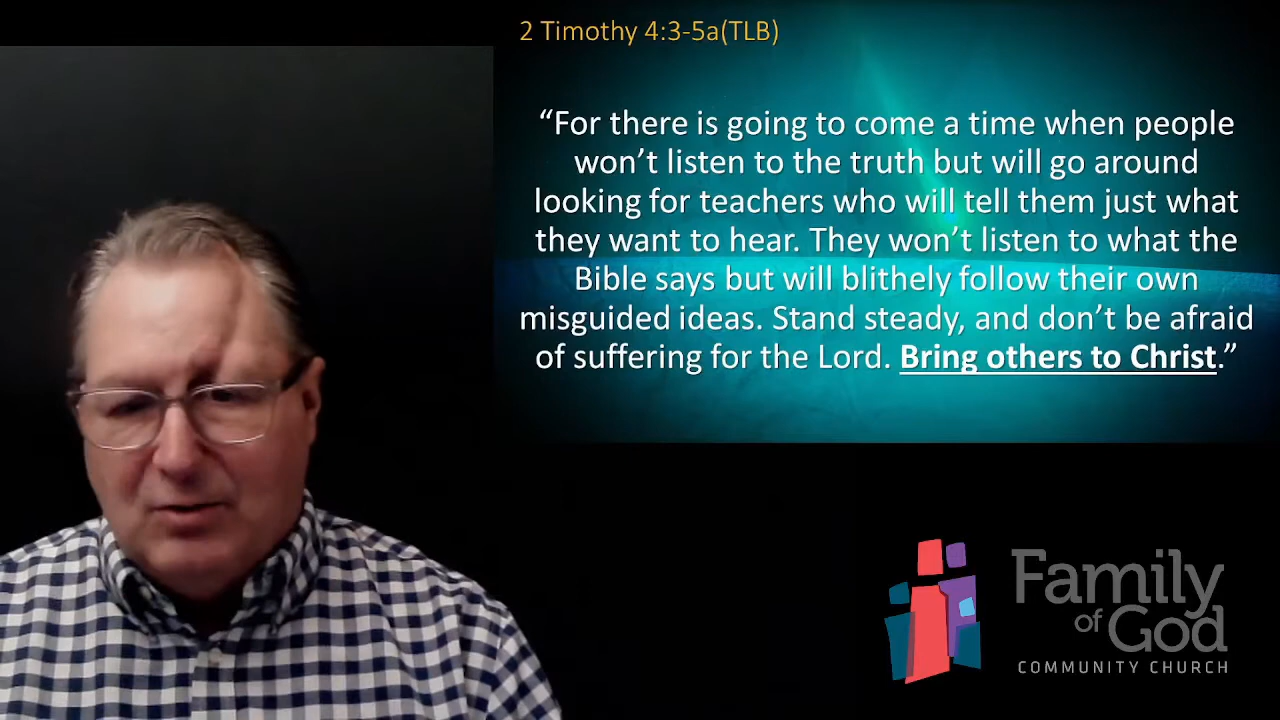 2 Timothy 4:3-5a(TLB)
“For there is going to come a time when people
won’t listen to the truth but will go around
looking for teachers who will tell them just what
they want to hear. They won’t listen to what the
Bible says but will blithely follow their own
misguided ideas. Stand steady, and don’t be afraid
of suffering for the Lord. Bring others to Christ.”
Family
of God
COMMUNITY CHURCH